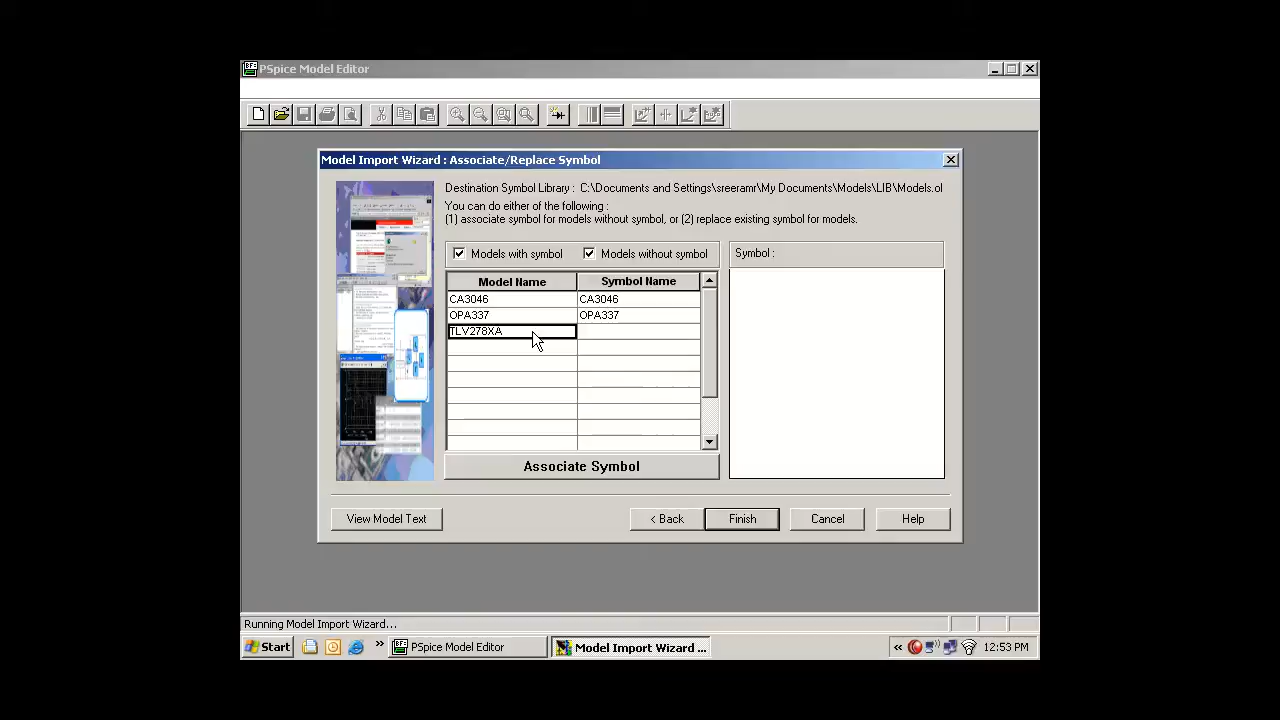 PSpice Model Editor
Model Import Wizard : Associate/Replace Symbol
Destination Symbol Library : C:\Documents and Settings\sreeramr\My Documents\Models\LIB\Models.ol
You can do either of the following :
(1) associate symbols to models without symbol, or (2) replace existing symbol for models.
Models with symbol
Models without symbol
Symbol
Model Name
Symbol Name
CA3046
OPA337
OPA337
TLV278XA
Associate Symbol
View Model Text
< Back
Finish
Cancel
Help
Running Model Import Wizard...
Start
PSpice Model Editor
Model Import Wizard ...
12:53 PM